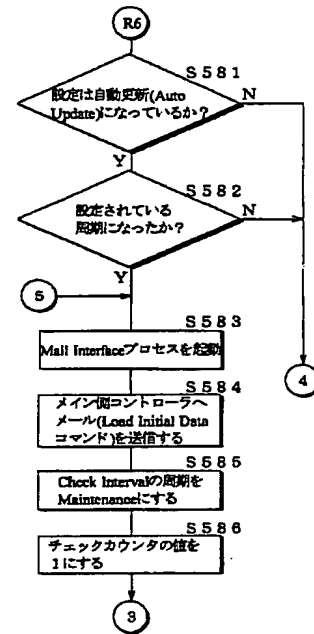 R6
S581
設定は自動更新(Auto
Update)になっているか？
N
Y
S582
設定されている
周期になったか？
N
Y
5
S583
Mail Interfaceプロセスを起動
4
S584
メイン側コントローラへ
メール(Load Initial Data
コマンド)を送信する
S585
Check Intervalの周期を
Maintenanceにする
S586
チェックカウンタの値を
1にする
3